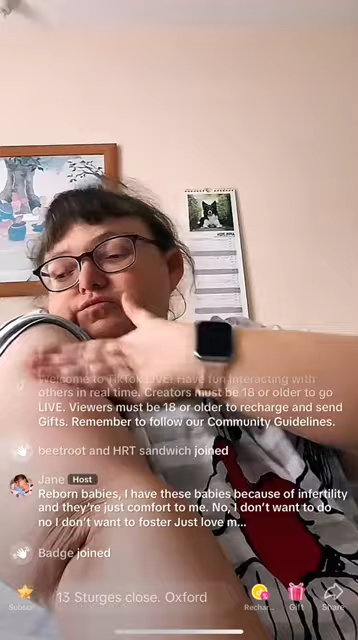 Welcome to TikTok LIVE! Have fun interacting with
others in real time. Creators must be 18 or older to go
LIVE. Viewers must be 18 or older to recharge and send
Gifts. Remember to follow our Community Guidelines.
beetroot and HRT sandwich joined
Jane Host
Reborn babies, I have these babies because of infertility
and they're just comfort to me. No, I don't want to do
no I don't want to foster Just love m...
Badge joined
13 Sturges close. Oxford
Subscr
Rechar...
Gift
Share